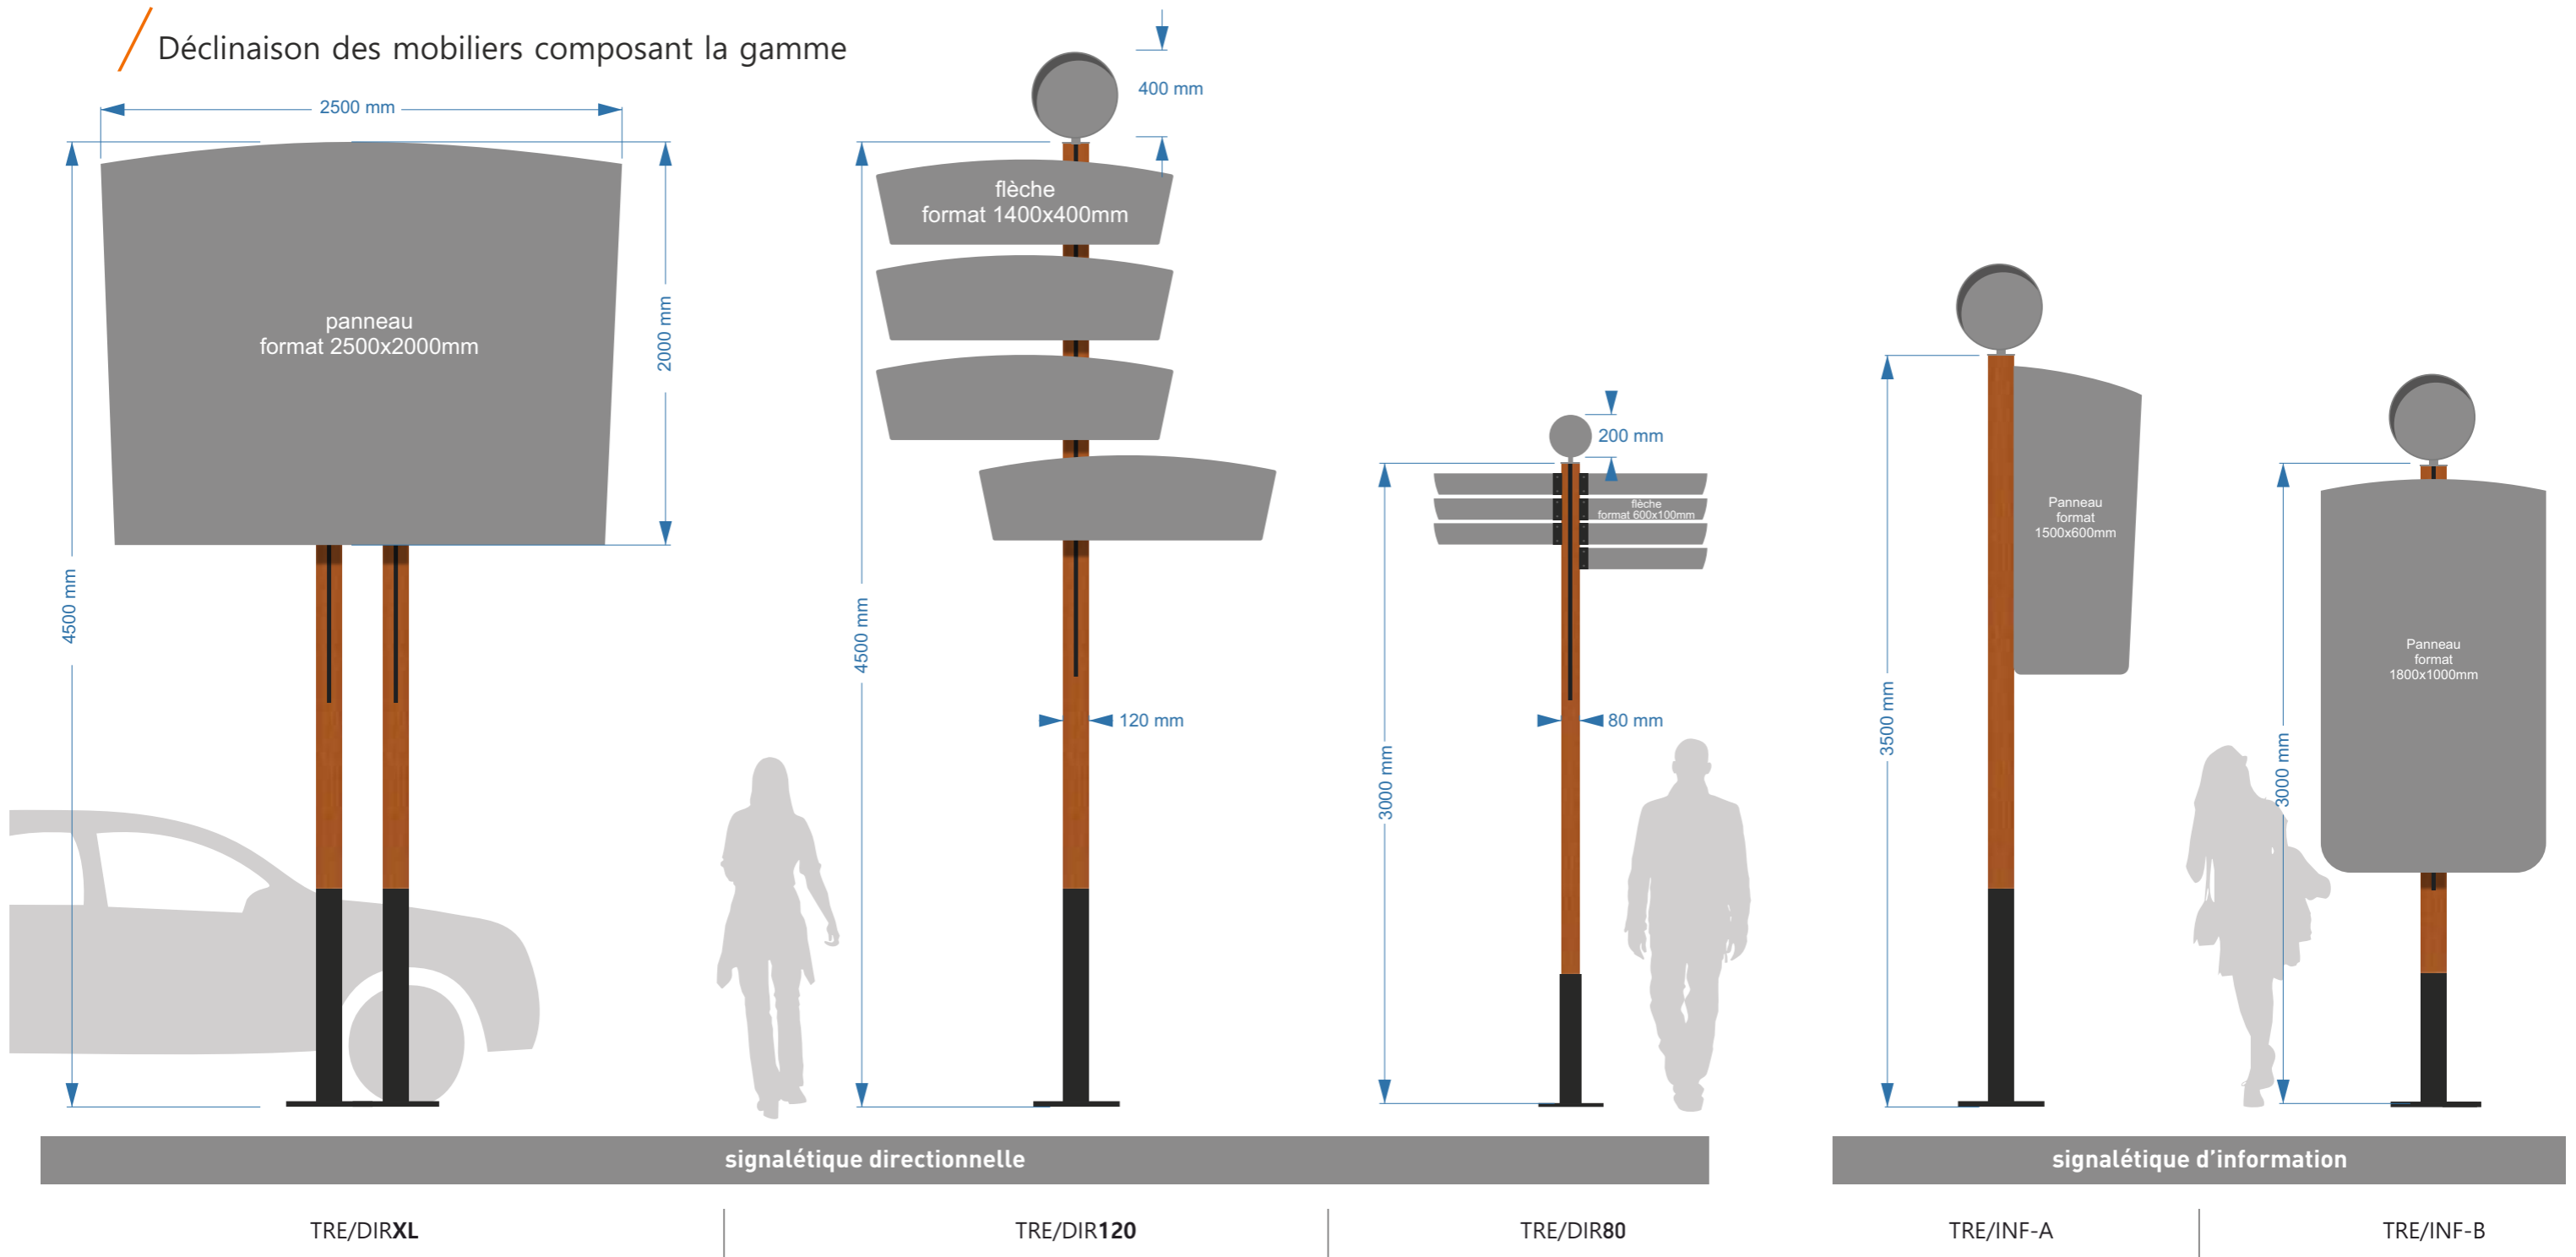 Déclinaison des mobiliers composant la gamme
2500 mm
4500 mm
2000 mm
panneau
format 2500x2000mm
400 mm
4500 mm
flèche
format 1400x400mm
120 mm
200 mm
3000 mm
flèche
format 600x100mm
80 mm
3500 mm
Panneau
format
1500x600mm
3000 mm
Panneau
format
1800x1000mm
signalétique directionnelle
signalétique d’information
TRE/DIRXL
TRE/DIR120
TRE/DIR80
TRE/INF-A
TRE/INF-B